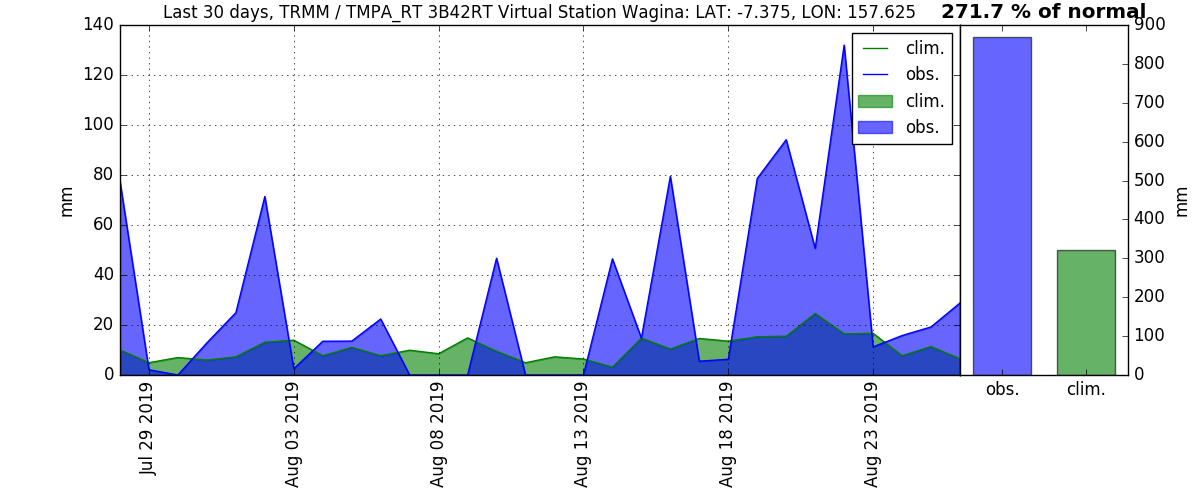 Last 30 days, TRMM / TMPA_RT 3B42RT Virtual Station Wagina: LAT: -7.375, LON: 157.625
271.7 % of normal
clim.
obs.
clim.
obs.
mm
140
120
100
80
60
40
20
0
Jul 29 2019
Aug 03 2019
Aug 08 2019
Aug 13 2019
Aug 18 2019
Aug 23 2019
900
800
700
600
500
400
300
200
100
0
mm
obs.
clim.